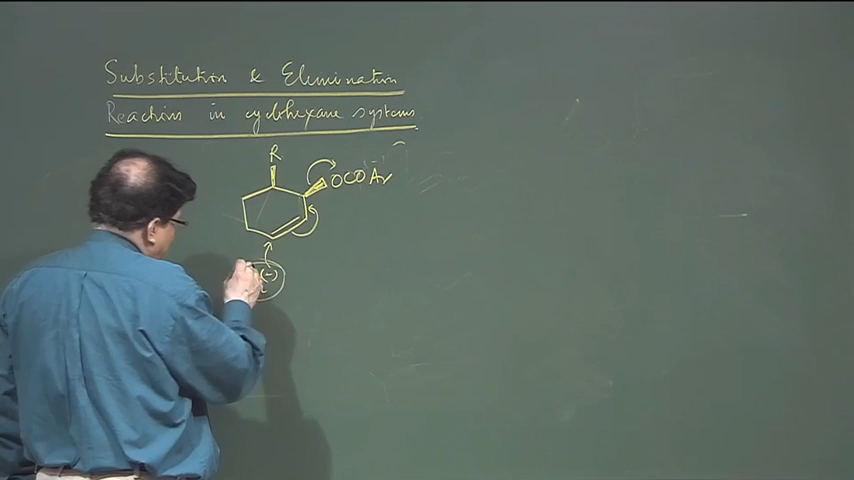 Substitution & Elimination
Reactions in cyclohexane systems.
R
OCOAr
(-)